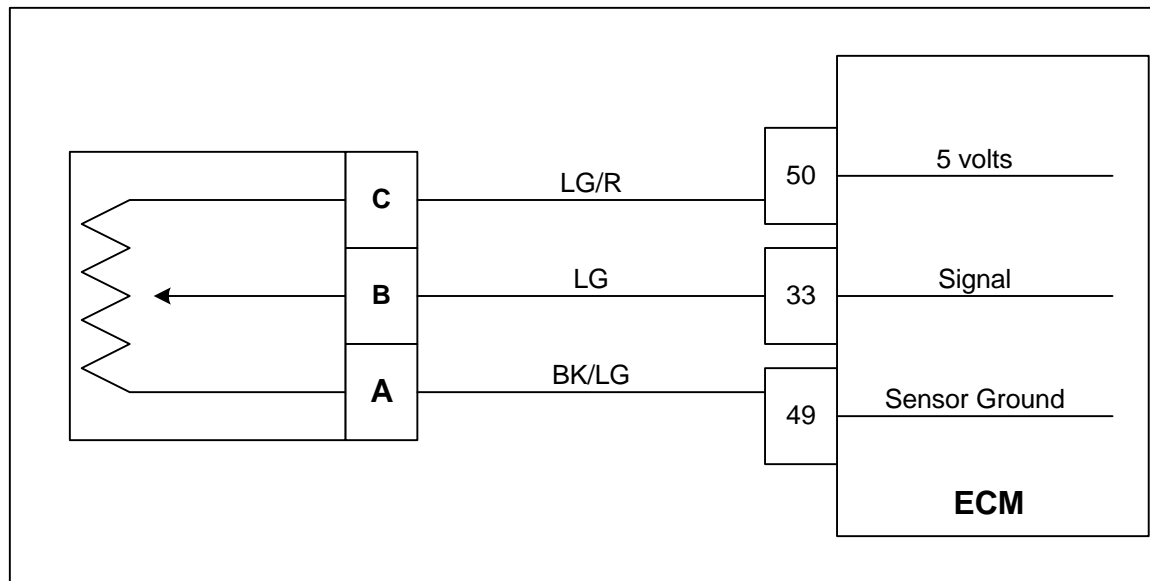 5 volts
50
C
LG/R
B
LG
33
Signal
A
BK/LG
49
Sensor Ground
ECM